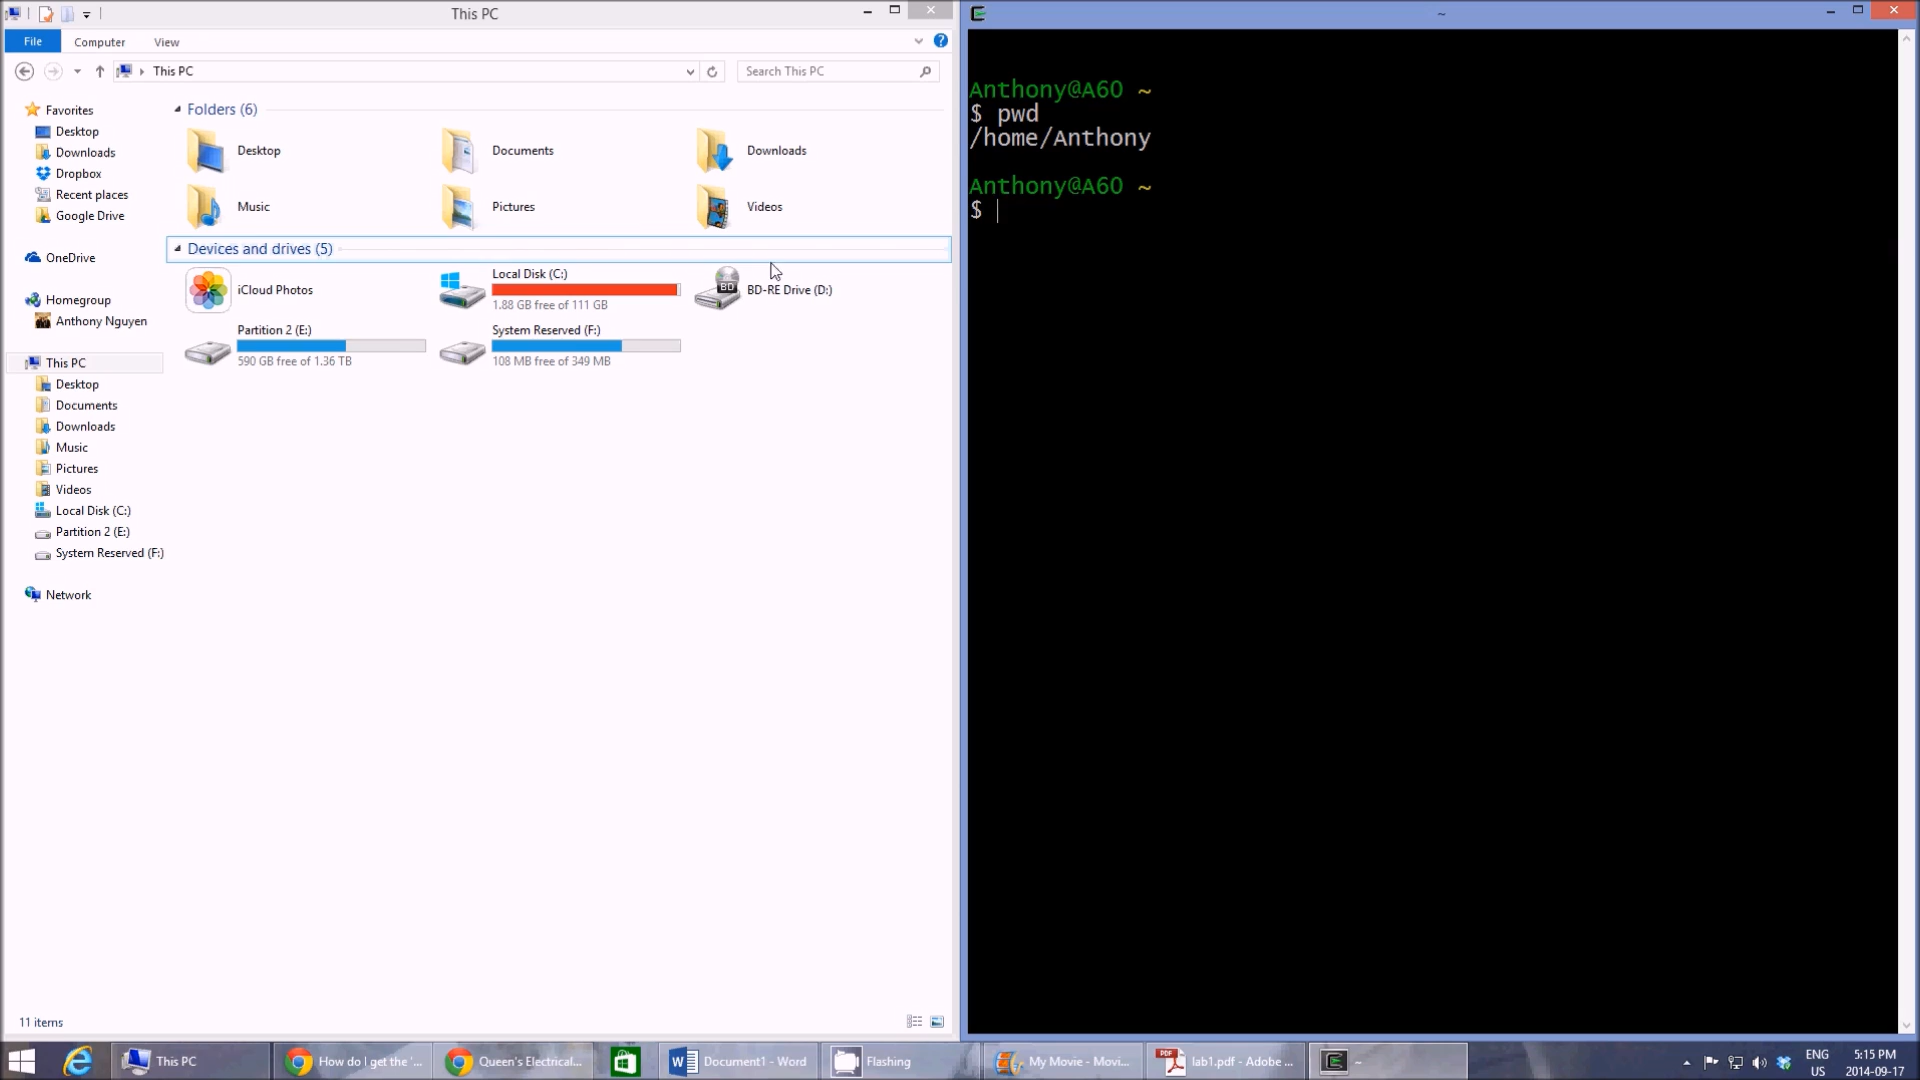 This PC
File
Computer
View
This PC
Search This PC
Favorites
Desktop
Downloads
Dropbox
Recent places
Google Drive
OneDrive
Homegroup
Anthony Nguyen
This PC
Desktop
Documents
Downloads
Music
Pictures
Videos
Local Disk (C:)
Partition 2 (E:)
System Reserved (F:)
Network
Folders (6)
Desktop
Documents
Downloads
Music
Pictures
Videos
Devices and drives (5)
iCloud Photos
Local Disk (C:)
1.88 GB free of 111 GB
BD
BD-RE Drive (D:)
Partition 2 (E:)
590 GB free of 1.36 TB
System Reserved (F:)
108 MB free of 349 MB
11 items
~
Anthony@A60 ~
$ pwd
/home/Anthony
Anthony@A60 ~
$
This PC
How do I get the '...
Queen's Electrical...
Document1 - Word
Flashing
My Movie - Movi...
PDF
lab1.pdf - Adobe ...
~
ENG
US
5:15 PM
2014-09-17